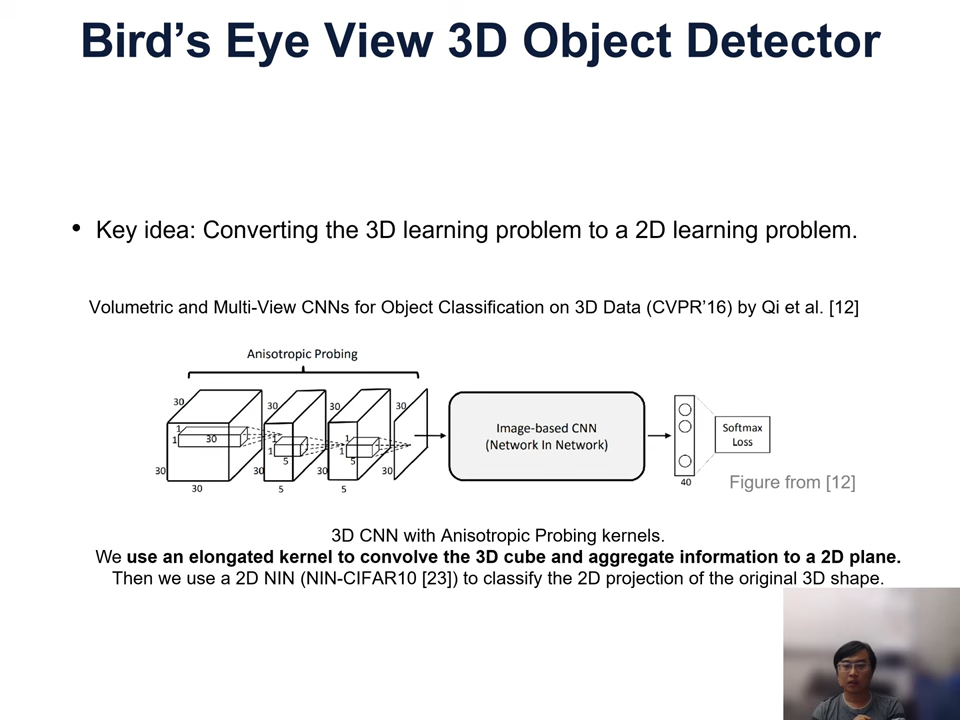 Bird’s Eye View 3D Object Detector
• Key idea: Converting the 3D learning problem to a 2D learning problem.
Volumetric and Multi-View CNNs for Object Classification on 3D Data (CVPR’16) by Qi et al. [12]
Anisotropic Probing
30 30 30 30
1 1 1
1 30 1 1
5 5
30 30 30 30
30 5 5
Image-based CNN
(Network In Network)
40
Softmax
Loss
Figure from [12]
3D CNN with Anisotropic Probing kernels.
We use an elongated kernel to convolve the 3D cube and aggregate information to a 2D plane.
Then we use a 2D NIN (NIN-CIFAR10 [23]) to classify the 2D projection of the original 3D shape.